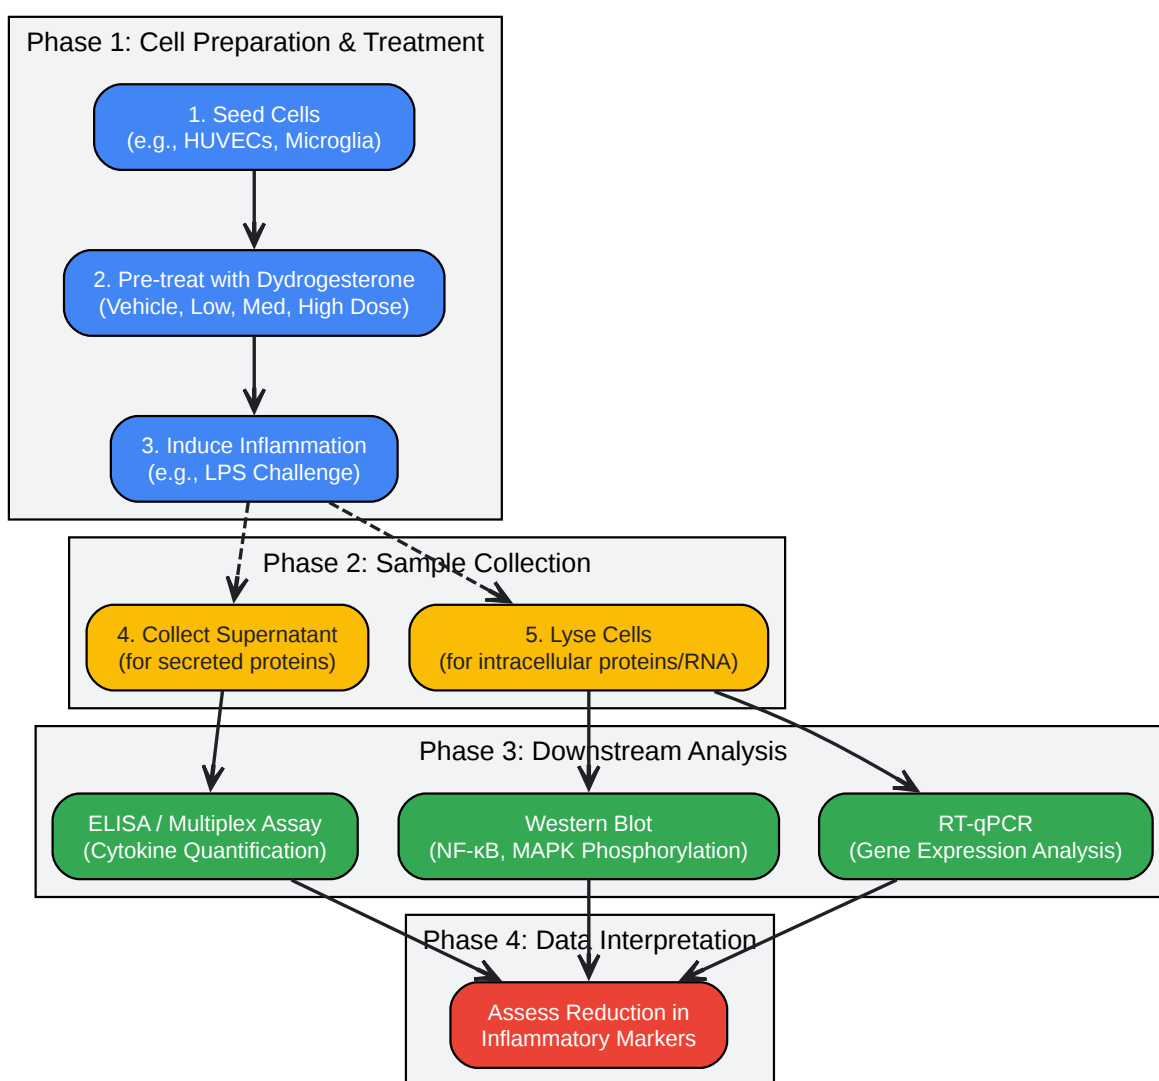 Phase 1: Cell Preparation & Treatment
1. Seed Cells
(e.g., HUVECs, Microglia)
2. Pre-treat with Dydrogesterone
(Vehicle, Low, Med, High Dose)
3. Induce Inflammation
(e.g., LPS Challenge)
Phase 2: Sample Collection
4. Collect Supernatant
(for secreted proteins)
5. Lyse Cells
(for intracellular proteins/RNA)
Phase 3: Downstream Analysis
ELISA / Multiplex Assay
(Cytokine Quantification)
Western Blot
(NF-κB, MAPK Phosphorylation)
RT-qPCR
(Gene Expression Analysis)
Phase 4: Data Interpretation
Assess Reduction in
Inflammatory Markers